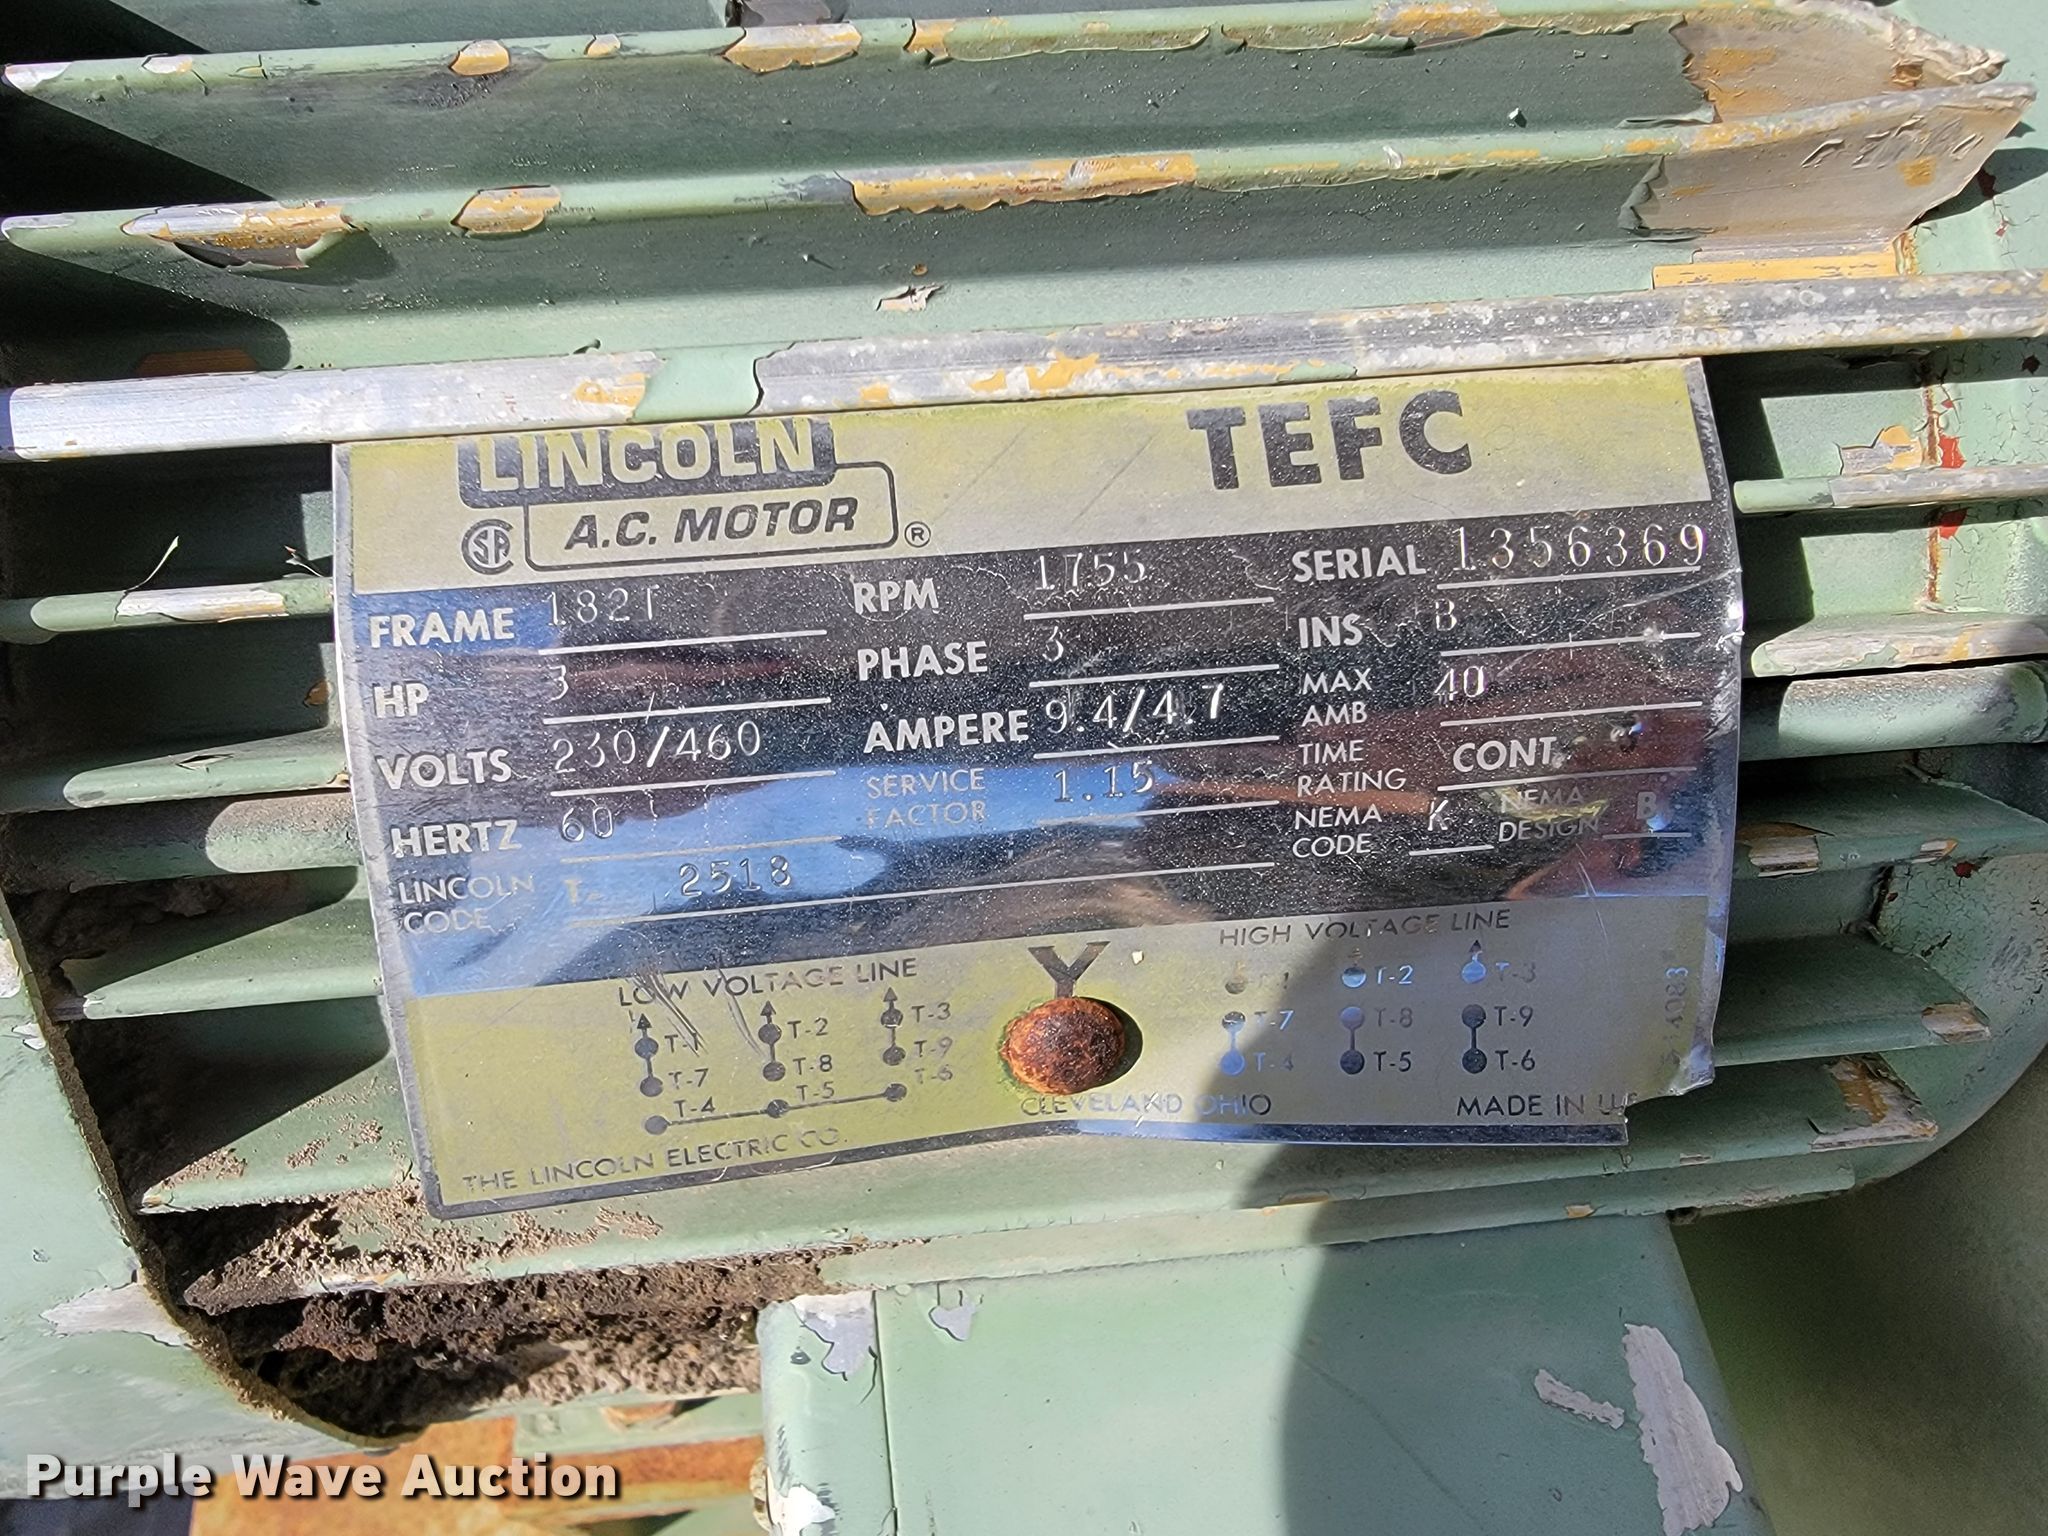 LINCOLN
A.C. MOTOR ®
SA
TEFC
FRAME 182T RPM 1755 SERIAL 1356369
HP 3 PHASE 3 INS B
VOLTS 230/460 AMPERE 9.4/4.7 MAX AMB 40
HERTZ 60 SERVICE FACTOR 1.15 TIME RATING CONT.
NEMA CODE K NEMA DESIGN B
LINCOLN CODE T- 2518
LOW VOLTAGE LINE
T-1 T-2 T-3
T-7 T-8 T-9
T-4 T-5 T-6
Y
HIGH VOLTAGE LINE
T-1 T-2 T-3
T-7 T-8 T-9
T-4 T-5 T-6
THE LINCOLN ELECTRIC CO. CLEVELAND OHIO MADE IN U.S
Purple Wave Auction